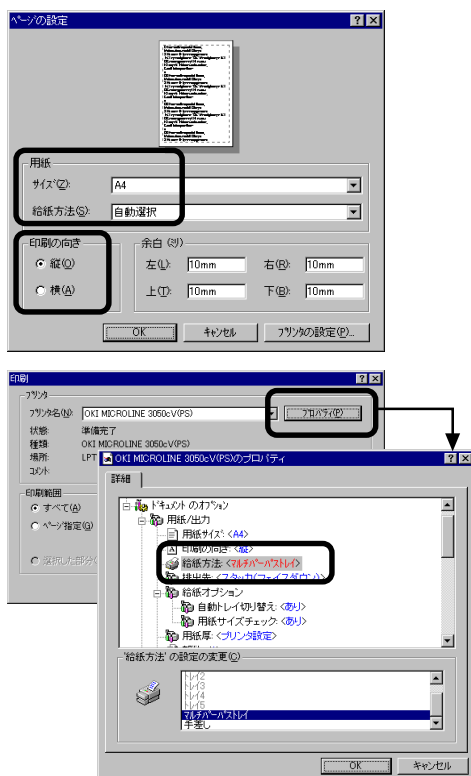 ページの設定
用紙
サイズ(Z): A4
給紙方法(S): 自動選択
印刷の向き
縦(O)
横(A)
余白 (ミリ)
左(L): 10mm 右(R): 10mm
上(T): 10mm 下(B): 10mm
OK キャンセル プリンタの設定(P)...
印刷
プリンタ
プリンタ名(N): OKI MICROLINE 3050cV(PS) プロパティ(P)
状態: 準備完了
種類: OKI MICROLINE 3050cV(PS)
場所: LPT
コメント:
印刷範囲
すべて(A)
ページ指定(G)
選択した部分(
OKI MICROLINE 3050cV(PS)のプロパティ
詳細
ドキュメント のオプション
用紙/出力
用紙サイズ: <A4>
印刷の向き: <縦>
給紙方法: <マルチパーパストレイ>
排出先: <スタッカ(フェイスダウン)>
給紙オプション
自動トレイ切り替え: <あり>
用紙サイズチェック: <あり>
用紙厚: <プリンタ設定>
'給紙方法' の設定の変更(C)
トレイ2
トレイ3
トレイ4
トレイ5
マルチパーパストレイ
手差し
OK キャンセル